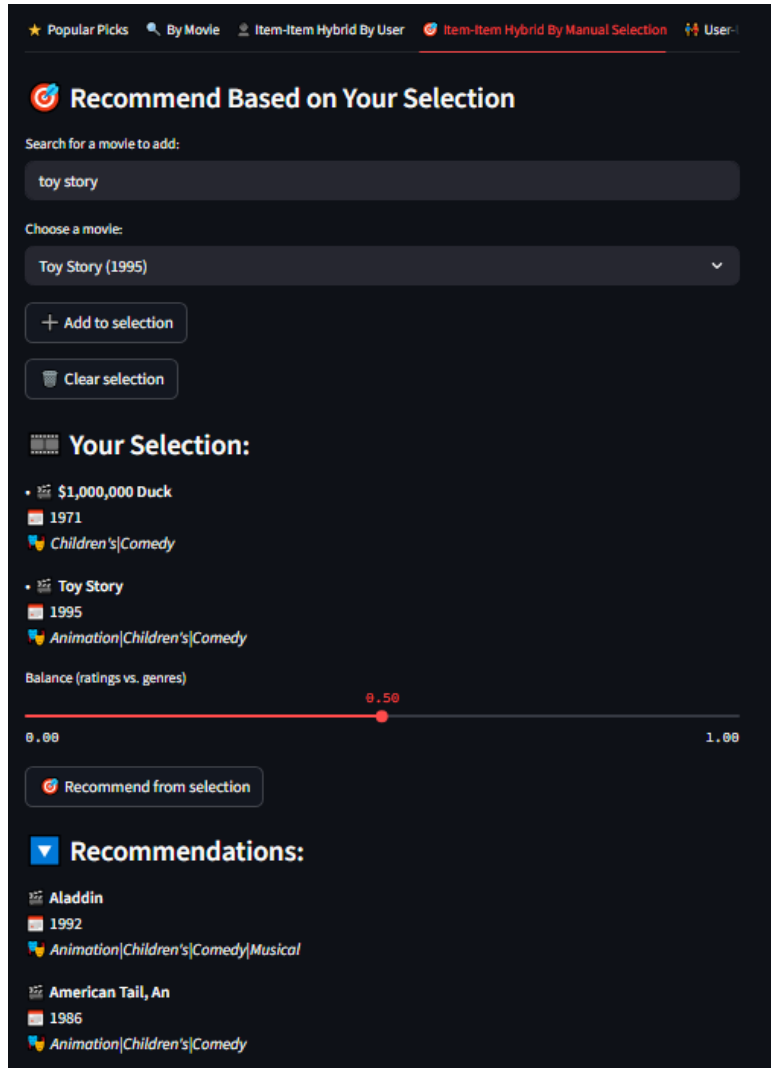 Popular Picks By Movie Item-Item Hybrid By User Item-Item Hybrid By Manual Selection User-
Recommend Based on Your Selection
Search for a movie to add:
toy story
Choose a movie:
Toy Story (1995)
+ Add to selection
Clear selection
Your Selection:
• $1,000,000 Duck
1971
Children's|Comedy
• Toy Story
1995
Animation|Children's|Comedy
Balance (ratings vs. genres)
0.50
0.00 1.00
Recommend from selection
Recommendations:
Aladdin
1992
Animation|Children's|Comedy|Musical
American Tail, An
1986
Animation|Children's|Comedy